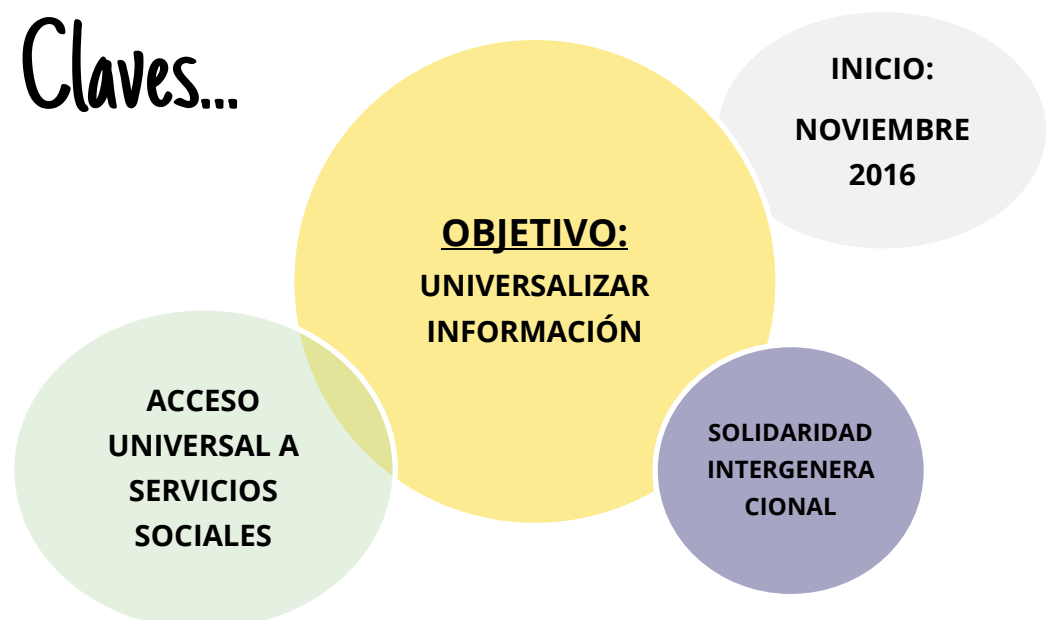 Claves...
INICIO:
NOVIEMBRE
2016
OBJETIVO:
UNIVERSALIZAR
INFORMACIÓN
ACCESO
UNIVERSAL A
SERVICIOS
SOCIALES
SOLIDARIDAD
INTERGENERA
CIONAL